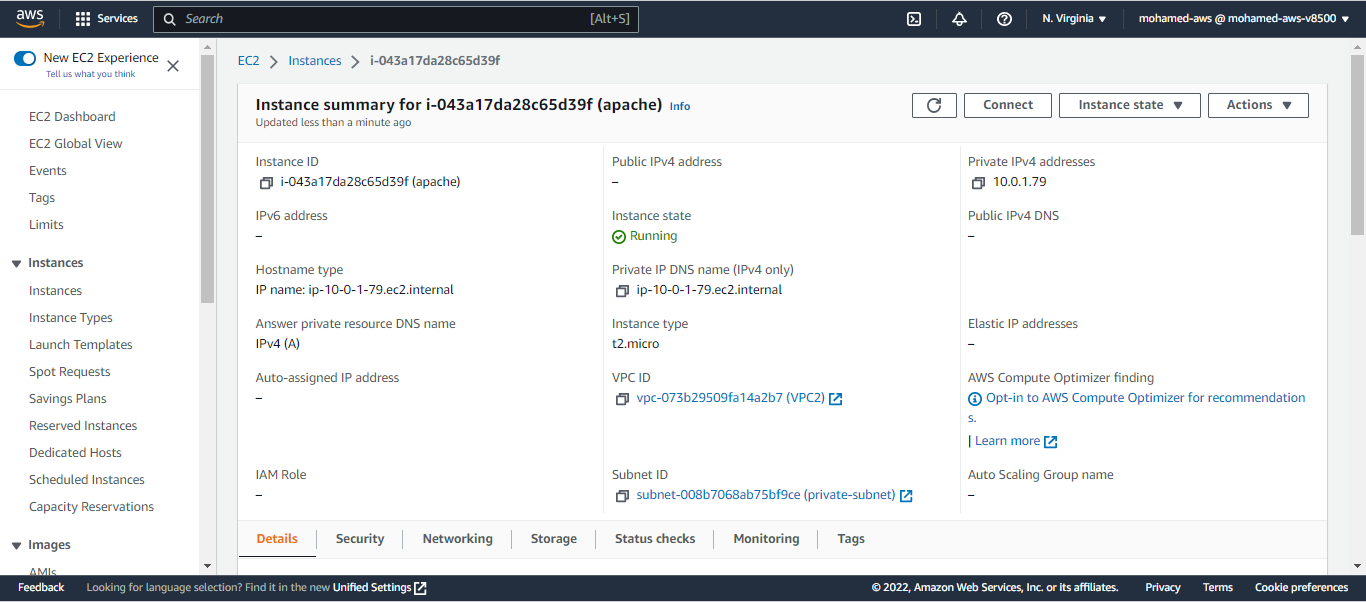 aws
Services
Search [Alt+S]
N. Virginia
mohamed-aws @ mohamed-aws-v8500
New EC2 Experience
Tell us what you think
EC2 Dashboard
EC2 Global View
Events
Tags
Limits
Instances
Instances
Instance Types
Launch Templates
Spot Requests
Savings Plans
Reserved Instances
Dedicated Hosts
Scheduled Instances
Capacity Reservations
Images
AMIs
EC2 > Instances > i-043a17da28c65d39f
Instance summary for i-043a17da28c65d39f (apache) Info
Updated less than a minute ago
Connect
Instance state
Actions
Instance ID
i-043a17da28c65d39f (apache)
Public IPv4 address
–
Private IPv4 addresses
10.0.1.79
IPv6 address
–
Instance state
Running
Public IPv4 DNS
–
Hostname type
IP name: ip-10-0-1-79.ec2.internal
Private IP DNS name (IPv4 only)
ip-10-0-1-79.ec2.internal
Answer private resource DNS name
IPv4 (A)
Instance type
t2.micro
Elastic IP addresses
–
Auto-assigned IP address
–
VPC ID
vpc-073b29509fa14a2b7 (VPC2)
AWS Compute Optimizer finding
Opt-in to AWS Compute Optimizer for recommendation
s.
| Learn more
IAM Role
–
Subnet ID
subnet-008b7068ab75bf9ce (private-subnet)
Auto Scaling Group name
–
Details
Security
Networking
Storage
Status checks
Monitoring
Tags
Feedback
Looking for language selection? Find it in the new Unified Settings
© 2022, Amazon Web Services, Inc. or its affiliates.
Privacy
Terms
Cookie preferences